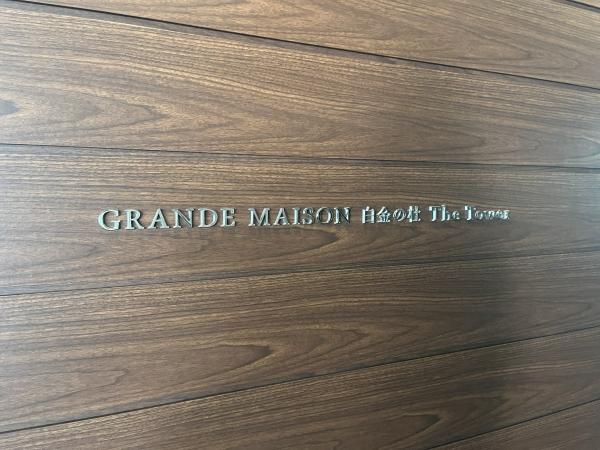 GRANDE MAISON 白金の杜 The Tower